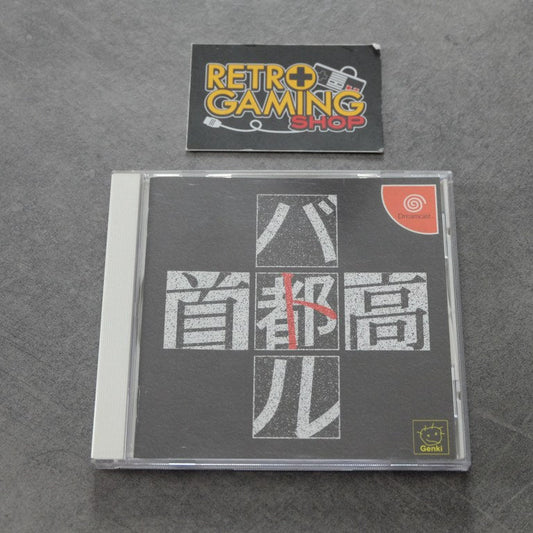 RETRO
GAMING
SHOP
Dreamcast
バ
首都高
ト
ル
Genki